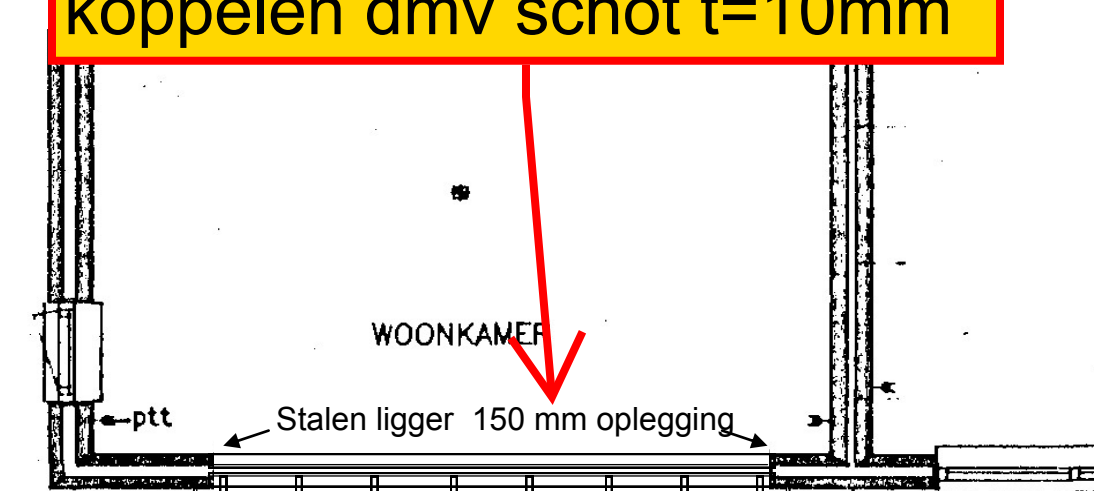 koppelen dmv schot t=10mm
WOONKAMER
ptt
Stalen ligger 150 mm oplegging